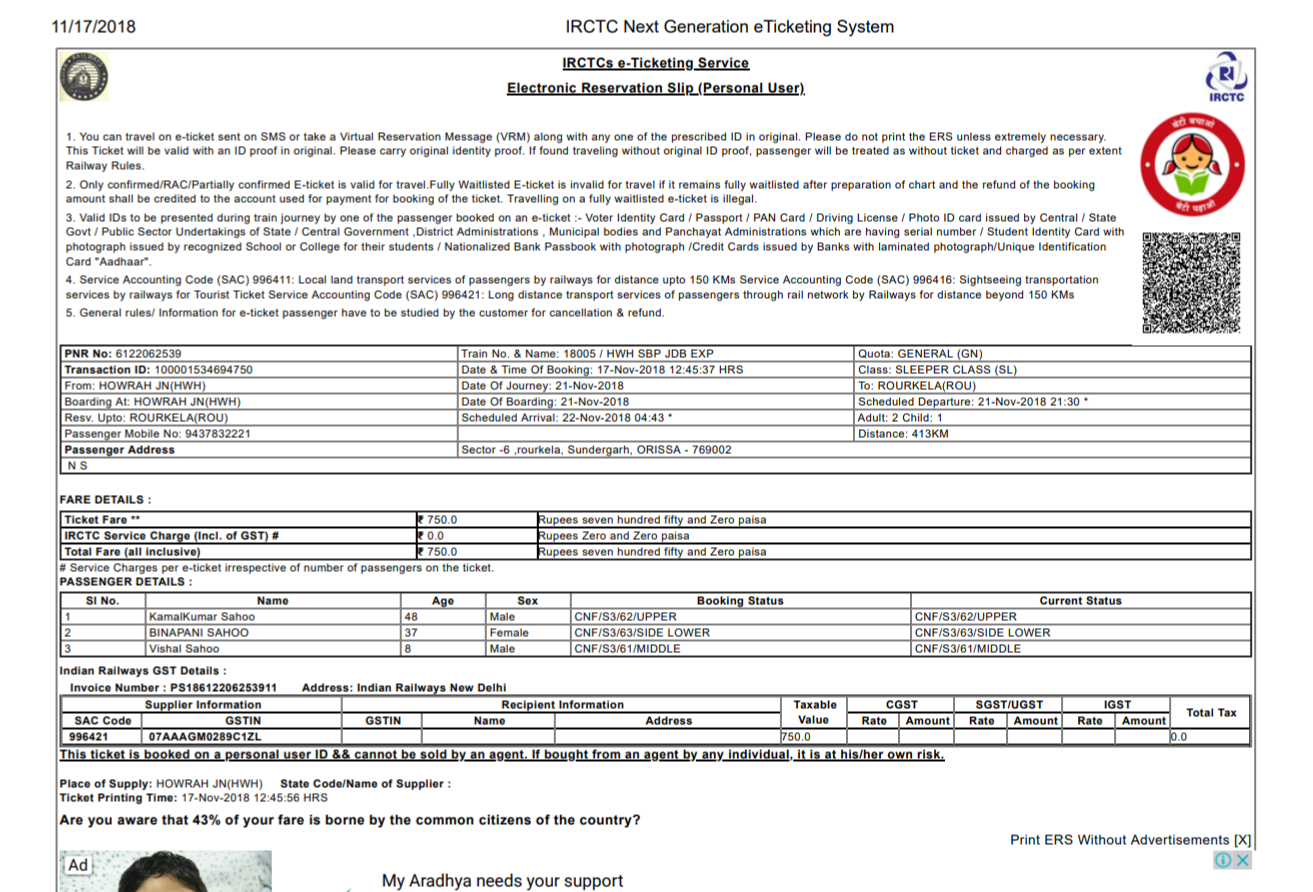 11/17/2018 IRCTC Next Generation eTicketing System
IRCTCs e-Ticketing Service
Electronic Reservation Slip (Personal User)
IRCTC
बेटी बचाओ
बेटी पढ़ाओ
1. You can travel on e-ticket sent on SMS or take a Virtual Reservation Message (VRM) along with any one of the prescribed ID in original. Please do not print the ERS unless extremely necessary.
This Ticket will be valid with an ID proof in original. Please carry original identity proof. If found traveling without original ID proof, passenger will be treated as without ticket and charged as per extent
Railway Rules.
2. Only confirmed/RAC/Partially confirmed E-ticket is valid for travel.Fully Waitlisted E-ticket is invalid for travel if it remains fully waitlisted after preparation of chart and the refund of the booking
amount shall be credited to the account used for payment for booking of the ticket. Travelling on a fully waitlisted e-ticket is illegal.
3. Valid IDs to be presented during train journey by one of the passenger booked on an e-ticket :- Voter Identity Card / Passport / PAN Card / Driving License / Photo ID card issued by Central / State
Govt / Public Sector Undertakings of State / Central Government ,District Administrations , Municipal bodies and Panchayat Administrations which are having serial number / Student Identity Card with
photograph issued by recognized School or College for their students / Nationalized Bank Passbook with photograph /Credit Cards issued by Banks with laminated photograph/Unique Identification
Card "Aadhaar".
4. Service Accounting Code (SAC) 996411: Local land transport services of passengers by railways for distance upto 150 KMs Service Accounting Code (SAC) 996416: Sightseeing transportation
services by railways for Tourist Ticket Service Accounting Code (SAC) 996421: Long distance transport services of passengers through rail network by Railways for distance beyond 150 KMs
5. General rules/ Information for e-ticket passenger have to be studied by the customer for cancellation & refund.
PNR No: 6122062539 Train No. & Name: 18005 / HWH SBP JDB EXP Quota: GENERAL (GN)
Transaction ID: 100001534694750 Date & Time Of Booking: 17-Nov-2018 12:45:37 HRS Class: SLEEPER CLASS (SL)
From: HOWRAH JN(HWH) Date Of Journey: 21-Nov-2018 To: ROURKELA(ROU)
Boarding At: HOWRAH JN(HWH) Date Of Boarding: 21-Nov-2018 Scheduled Departure: 21-Nov-2018 21:30 *
Resv. Upto: ROURKELA(ROU) Scheduled Arrival: 22-Nov-2018 04:43 * Adult: 2 Child: 1
Passenger Mobile No: 9437832221 Distance: 413KM
Passenger Address Sector -6 ,rourkela, Sundergarh, ORISSA - 769002
N S
FARE DETAILS :
Ticket Fare ** ₹ 750.0 Rupees seven hundred fifty and Zero paisa
IRCTC Service Charge (Incl. of GST) # ₹ 0.0 Rupees Zero and Zero paisa
Total Fare (all inclusive) ₹ 750.0 Rupees seven hundred fifty and Zero paisa
# Service Charges per e-ticket irrespective of number of passengers on the ticket.
PASSENGER DETAILS :
SI No. Name Age Sex Booking Status Current Status
1 KamalKumar Sahoo 48 Male CNF/S3/62/UPPER CNF/S3/62/UPPER
2 BINAPANI SAHOO 37 Female CNF/S3/63/SIDE LOWER CNF/S3/63/SIDE LOWER
3 Vishal Sahoo 8 Male CNF/S3/61/MIDDLE CNF/S3/61/MIDDLE
Indian Railways GST Details :
Invoice Number : PS18612206253911 Address: Indian Railways New Delhi
Supplier Information Recipient Information Taxable Value CGST SGST/UGST IGST Total Tax
SAC Code GSTIN GSTIN Name Address Rate Amount Rate Amount Rate Amount
996421 07AAAGM0289C1ZL 750.0 0.0
This ticket is booked on a personal user ID && cannot be sold by an agent. If bought from an agent by any individual, it is at his/her own risk.
Place of Supply: HOWRAH JN(HWH) State Code/Name of Supplier :
Ticket Printing Time: 17-Nov-2018 12:45:56 HRS
Are you aware that 43% of your fare is borne by the common citizens of the country?
Print ERS Without Advertisements [X]
Ad
My Aradhya needs your support